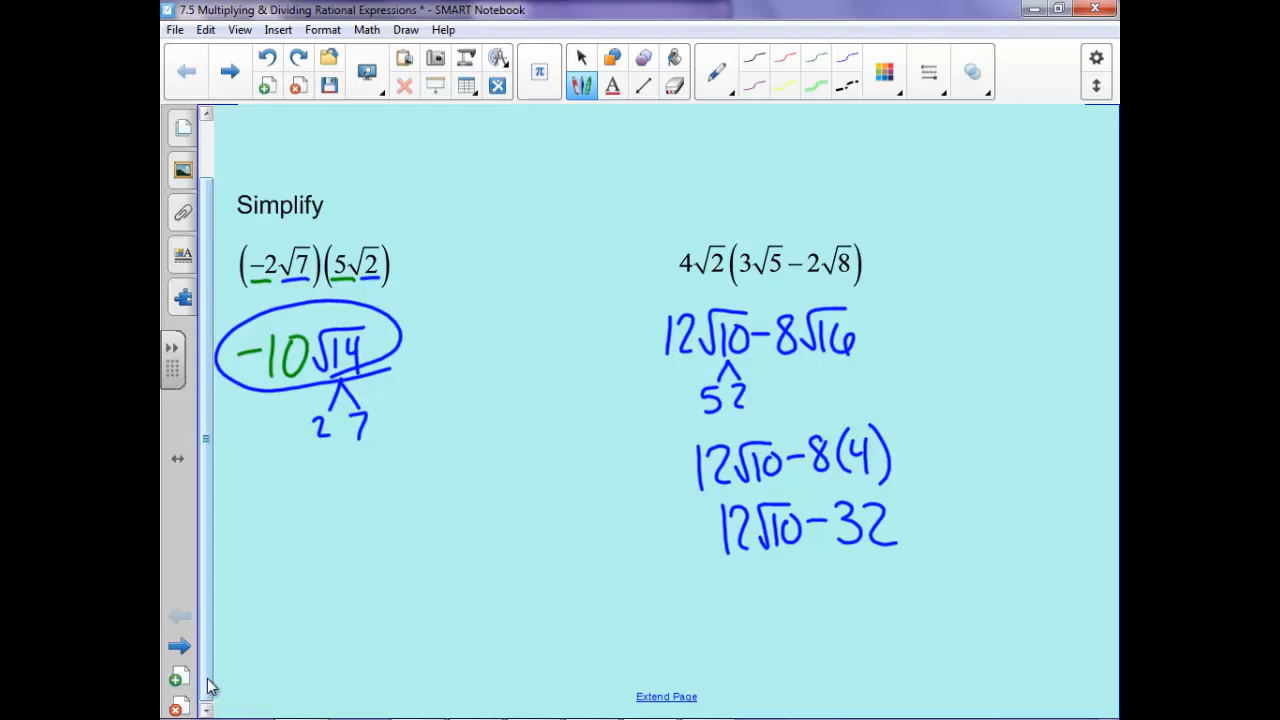 7.5 Multiplying & Dividing Rational Expressions * - SMART Notebook
File Edit View Insert Format Math Draw Help
π
A
Simplify
(−2√7)(5√2)
−10√14
2 7
4√2(3√5−2√8)
12√10−8√16
5 2
12√10−8(4)
12√10−32
Extend Page